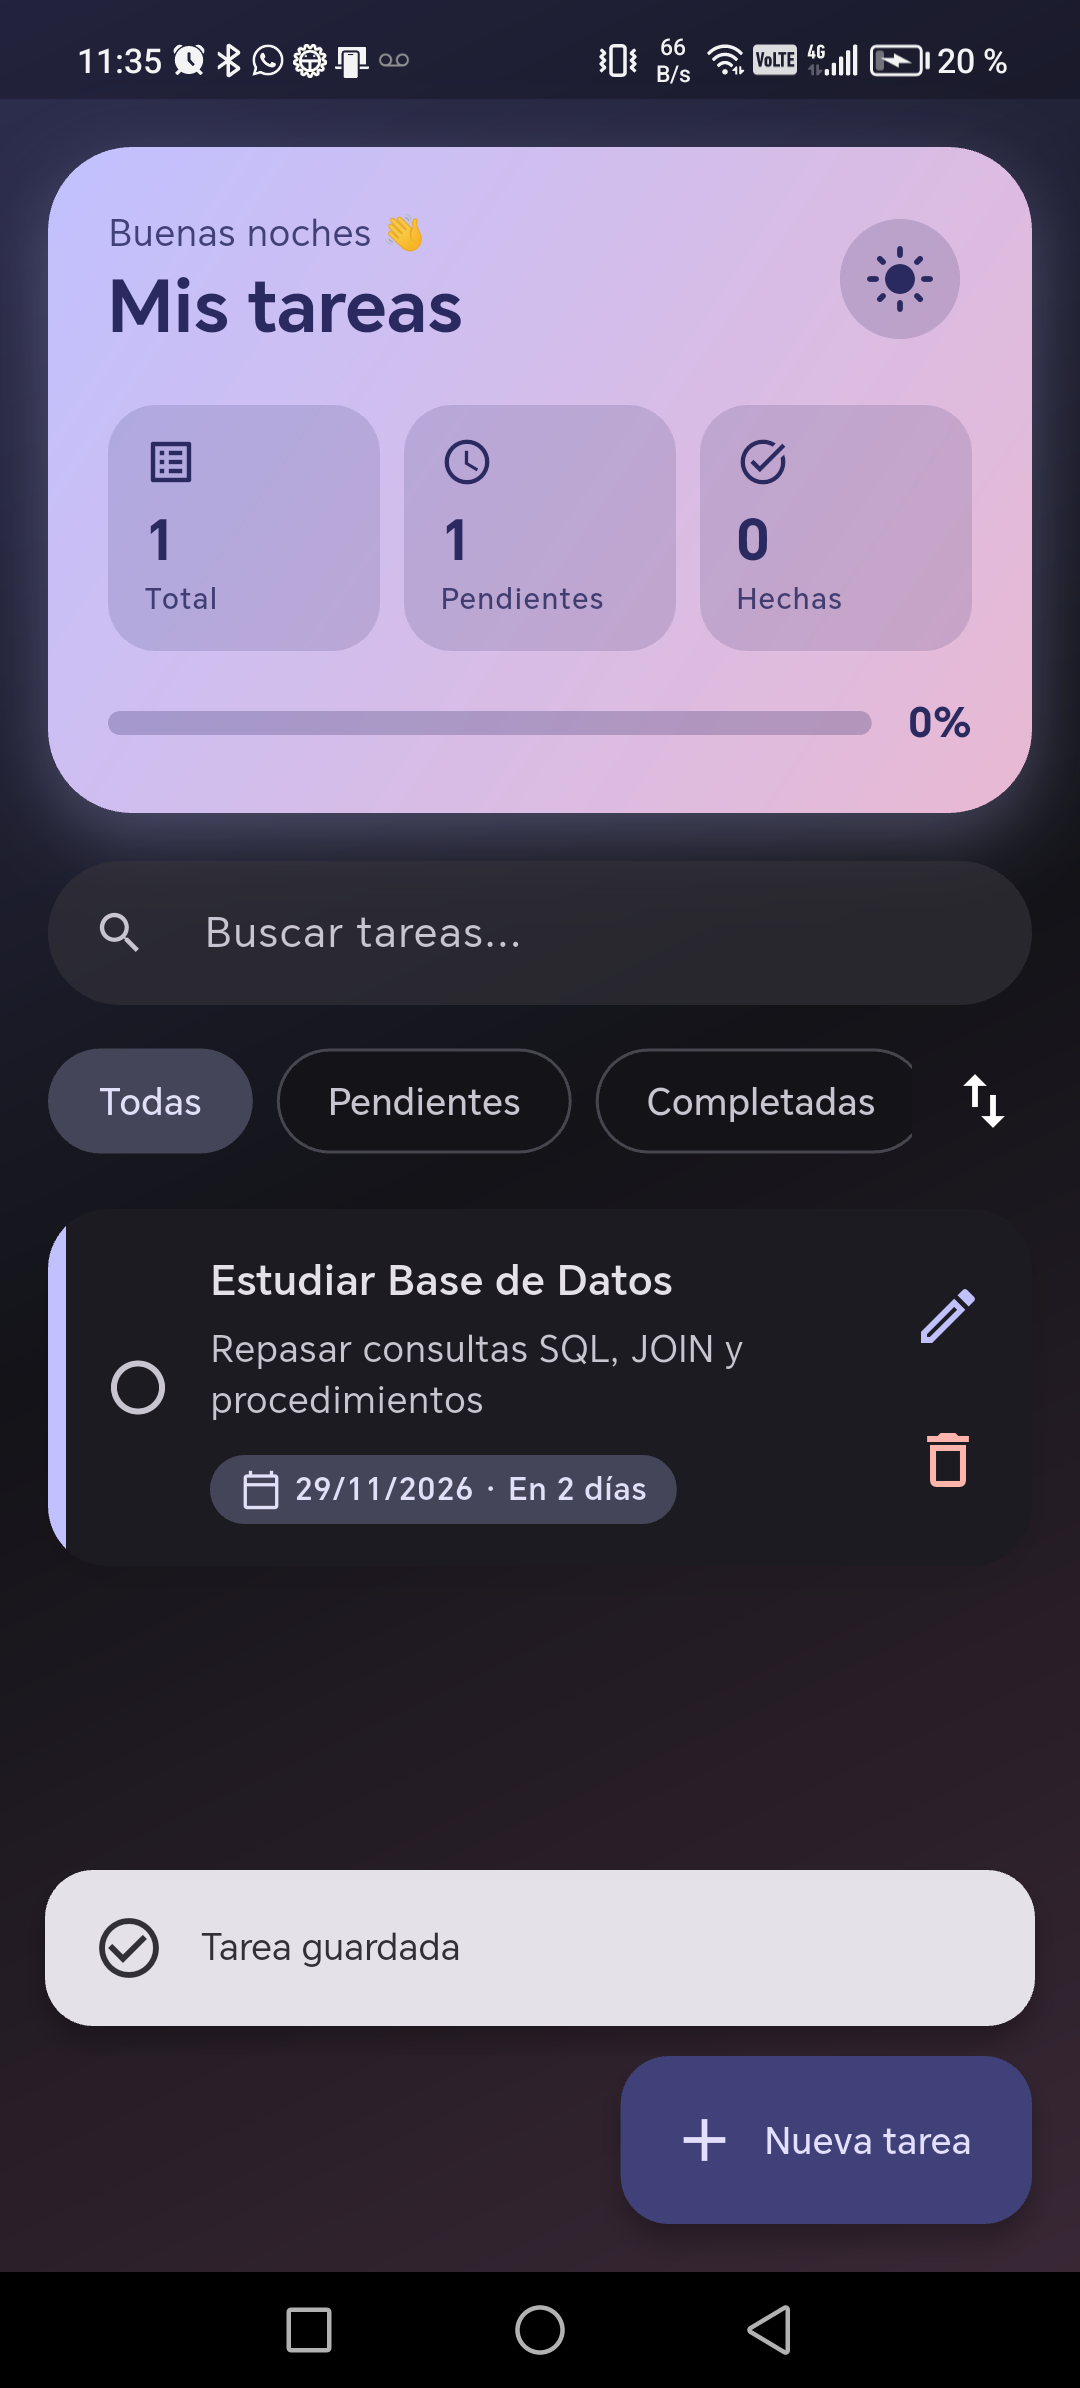 11:35
66
B/s
VoLTE
4G
20 %
Buenas noches 👋
Mis tareas
1
Total
1
Pendientes
0
Hechas
0%
Buscar tareas...
Todas
Pendientes
Completadas
Estudiar Base de Datos
Repasar consultas SQL, JOIN y
procedimientos
29/11/2026 · En 2 días
Tarea guardada
Nueva tarea